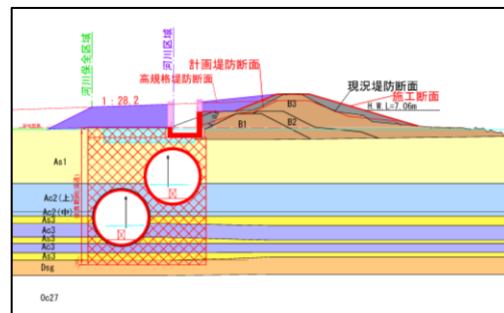 河川保全区域
河川区域
計画堤防断面
高規格堤防断面
現況堤防断面
施工断面
1:28.2
H.W.L=7.06m
B3
B1
B2
As1
Ac2(上)
Ac2(中)
As3
Ac3
As3
Ac3
As3
Dsg
Oc27